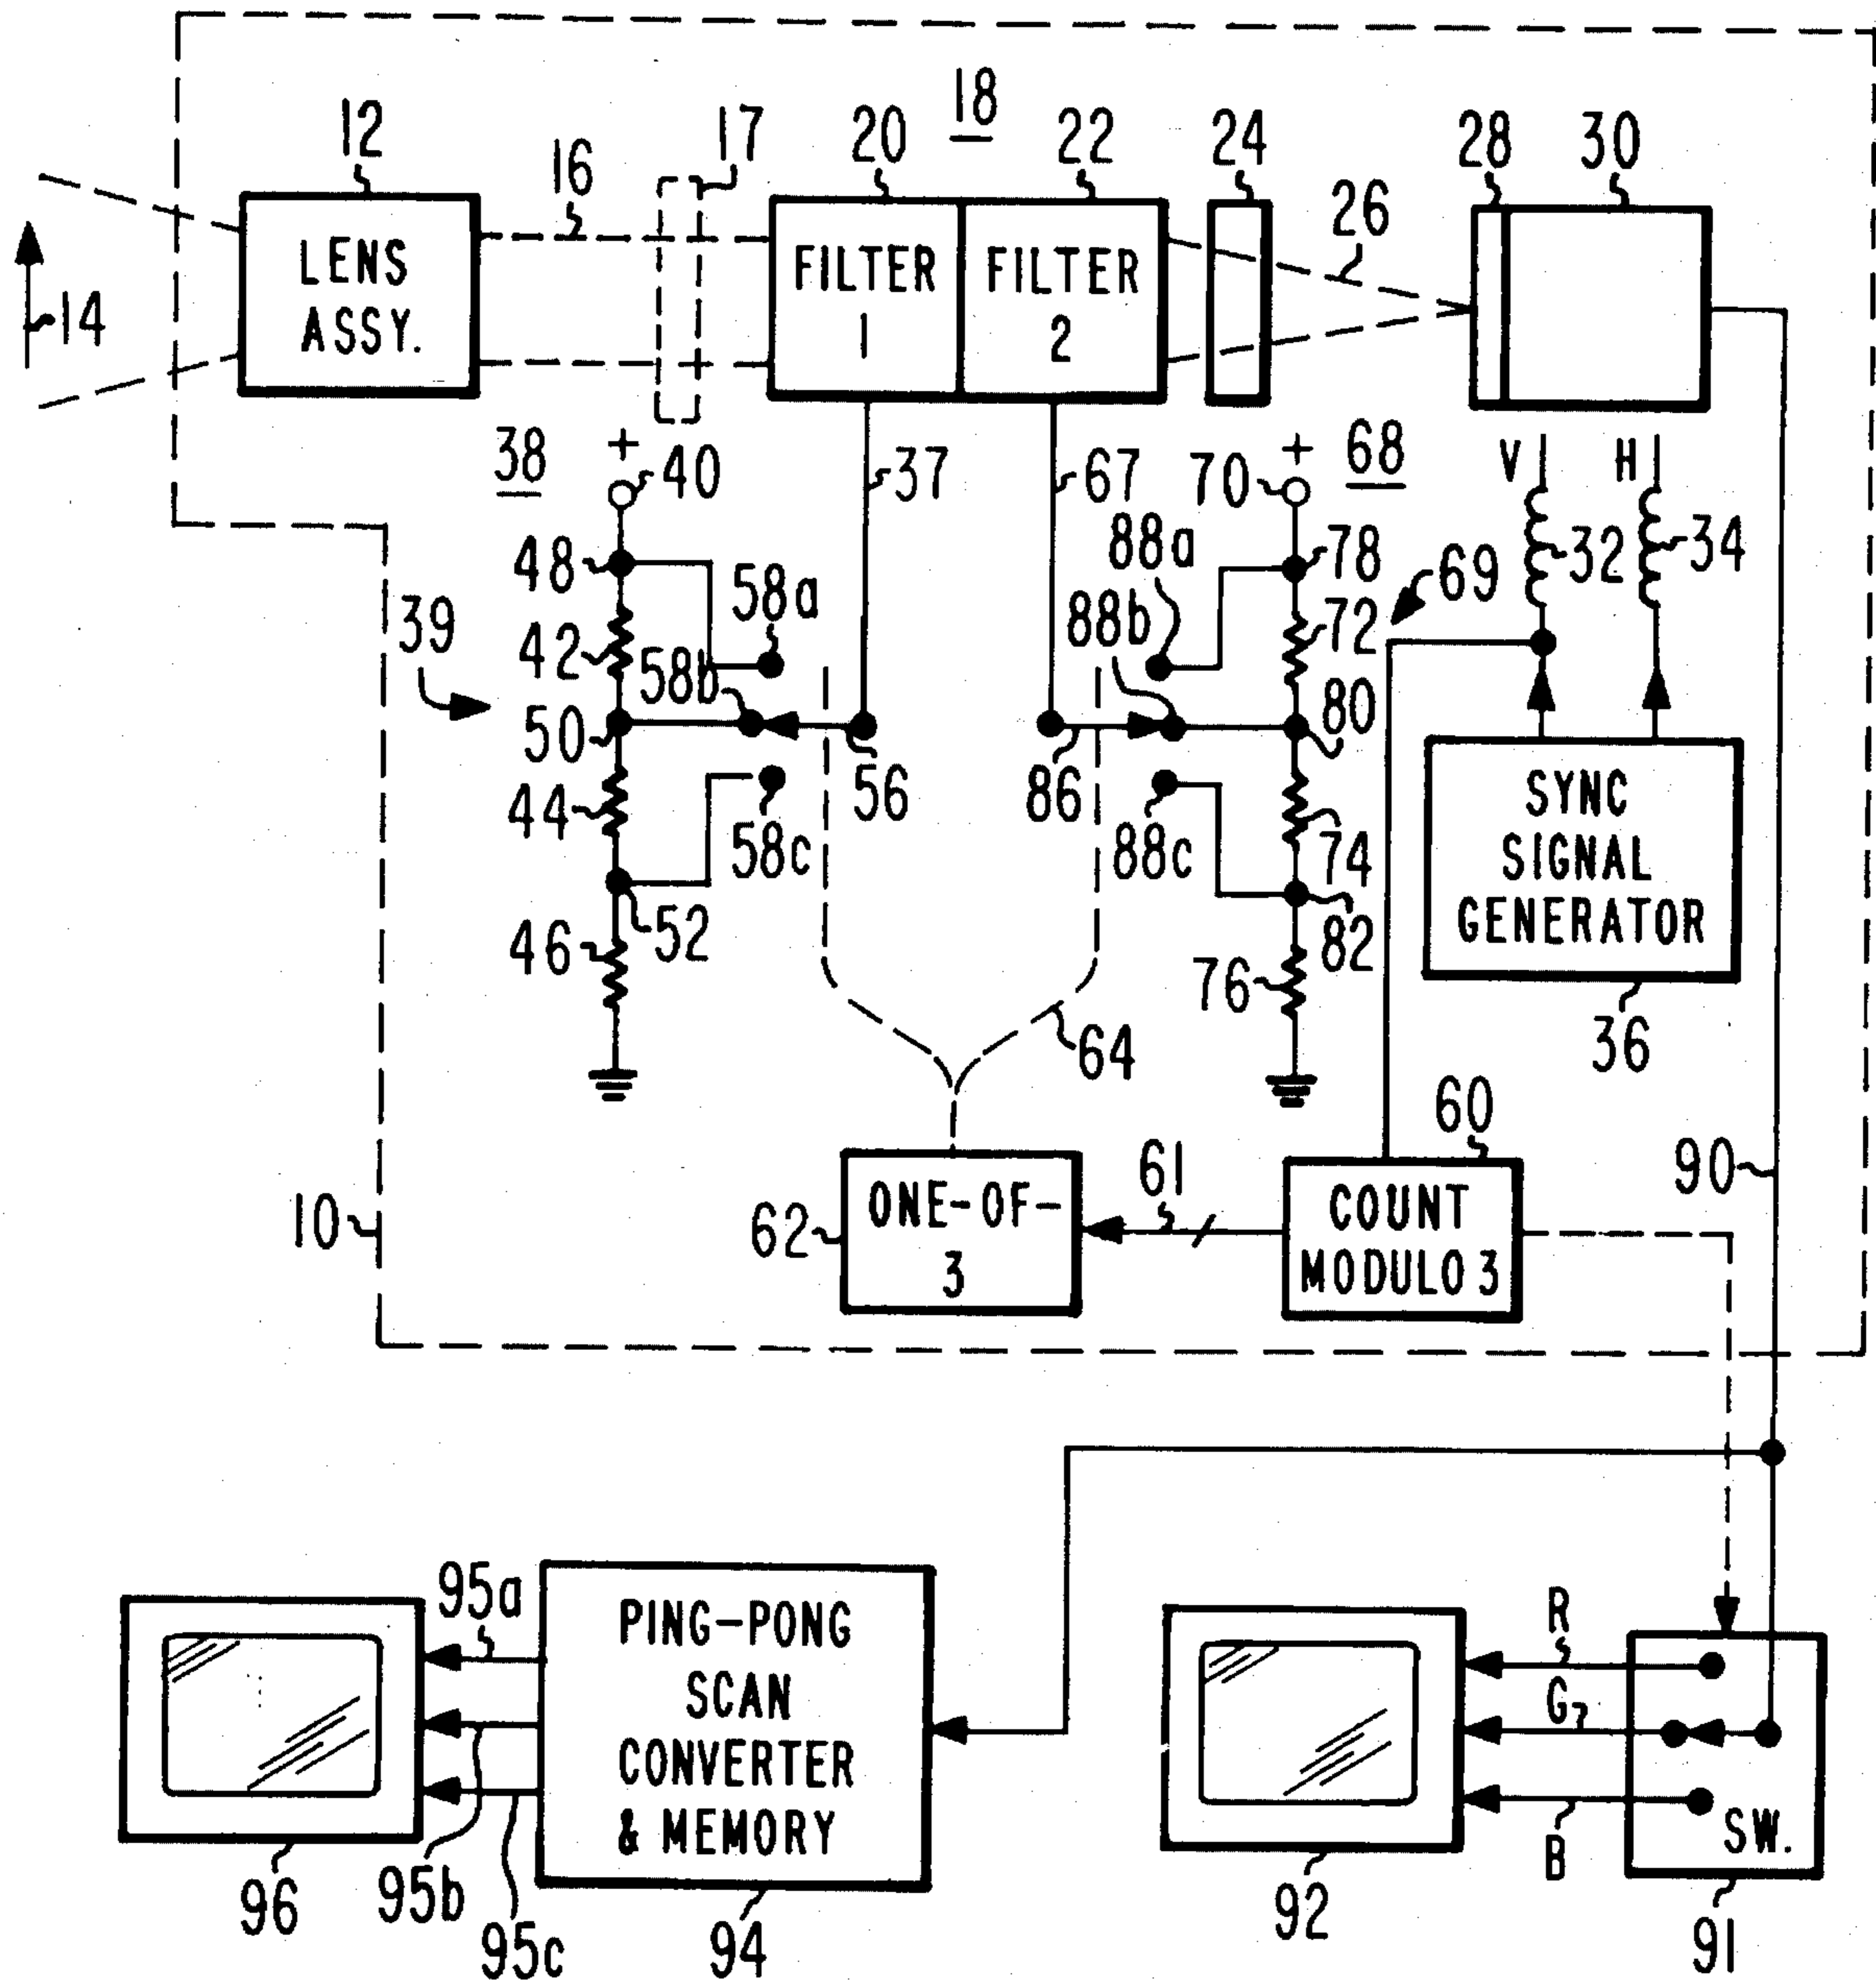 18
12
16
17
20
22
24
28
30
26
14
LENS
ASSY.
FILTER
1
FILTER
2
38
+
40
37
67
+
70
68
V
H
48
58a
88a
78
69
32
34
39
42
58b
88b
72
50
56
86
80
44
58c
88c
74
52
82
46
76
SYNC
SIGNAL
GENERATOR
36
64
60
90
10
62
ONE-OF-
3
61
COUNT
MODULO 3
95a
PING-PONG
SCAN
CONVERTER
& MEMORY
R
G
B
SW.
96
95b
95c
94
92
91